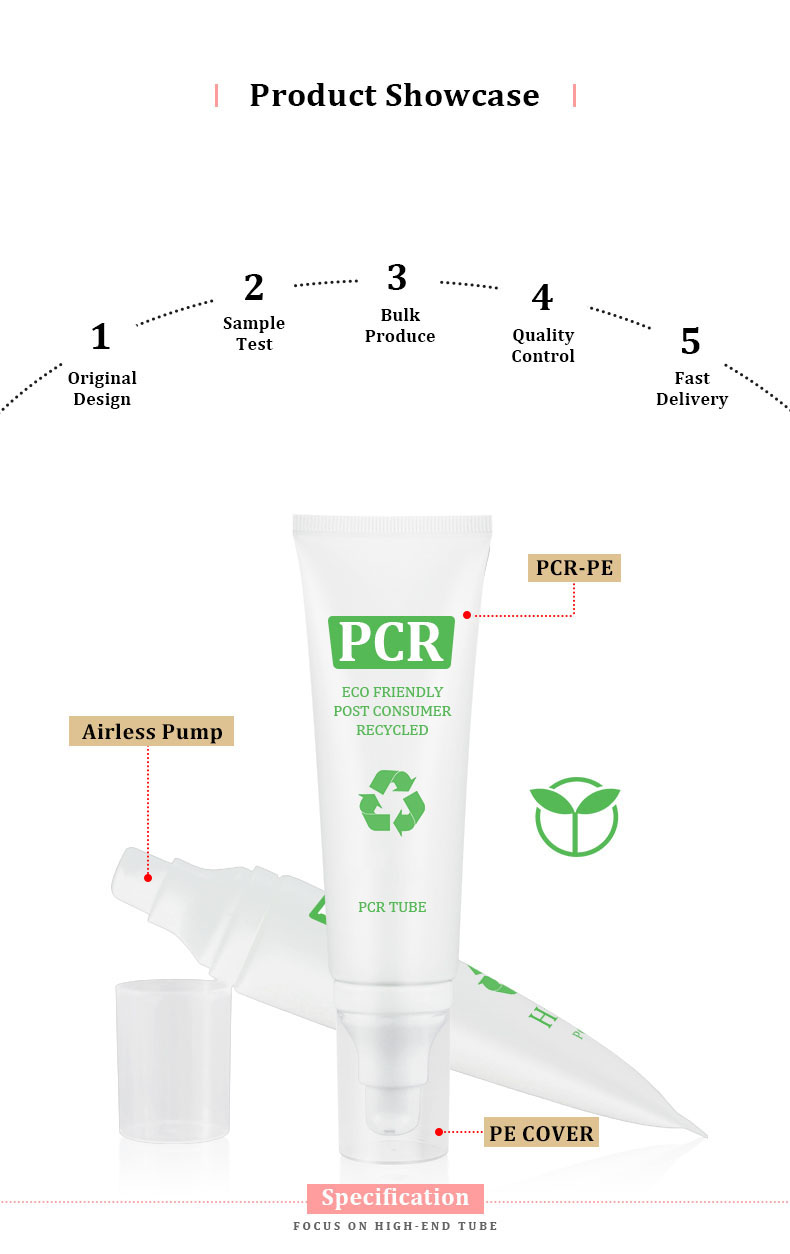 Product Showcase
1
Original
Design
2
Sample
Test
3
Bulk
Produce
4
Quality
Control
5
Fast
Delivery
PCR-PE
PCR
ECO FRIENDLY
POST CONSUMER
RECYCLED
Airless Pump
PCR TUBE
H
PE COVER
Specification
FOCUS ON HIGH-END TUBE